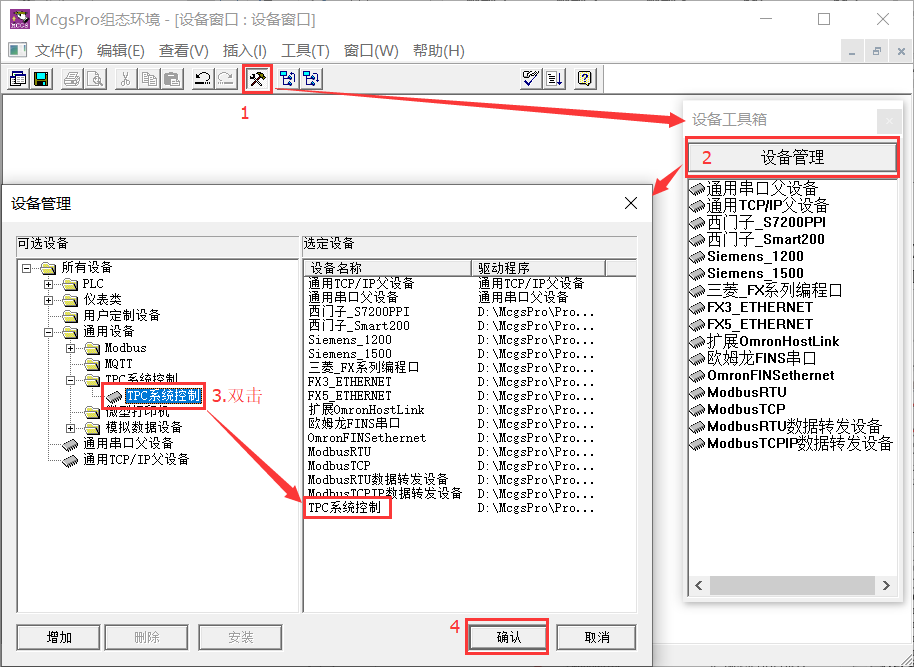 McgsPro组态环境 - [设备窗口 : 设备窗口]
文件(F) 编辑(E) 查看(V) 插入(I) 工具(T) 窗口(W) 帮助(H)
1
设备工具箱
2 设备管理
通用串口父设备
通用TCP/IP父设备
西门子_S7200PPI
西门子_Smart200
Siemens_1200
Siemens_1500
三菱_FX系列编程口
FX3_ETHERNET
FX5_ETHERNET
扩展OmronHostLink
欧姆龙FINS串口
OmronFINSethernet
ModbusRTU
ModbusTCP
ModbusRTU数据转发设备
ModbusTCPIP数据转发设备
设备管理
可选设备
所有设备
PLC
仪表类
用户定制设备
通用设备
Modbus
MQTT
TPC系统控制
TPC系统控制 3.双击
微型打印机
模拟数据设备
通用串口父设备
通用TCP/IP父设备
选定设备
设备名称 驱动程序
通用TCP/IP父设备 通用TCP/IP父设备
通用串口父设备 通用串口父设备
西门子_S7200PPI D:\McgsPro\Pro...
西门子_Smart200 D:\McgsPro\Pro...
Siemens_1200 D:\McgsPro\Pro...
Siemens_1500 D:\McgsPro\Pro...
三菱_FX系列编程口 D:\McgsPro\Pro...
FX3_ETHERNET D:\McgsPro\Pro...
FX5_ETHERNET D:\McgsPro\Pro...
扩展OmronHostLink D:\McgsPro\Pro...
欧姆龙FINS串口 D:\McgsPro\Pro...
OmronFINSethernet D:\McgsPro\Pro...
ModbusRTU D:\McgsPro\Pro...
ModbusTCP D:\McgsPro\Pro...
ModbusRTU数据转发设备 D:\McgsPro\Pro...
ModbusTCPIP数据转发设备 D:\McgsPro\Pro...
TPC系统控制 D:\McgsPro\Pro...
增加 删除 安装 4 确认 取消